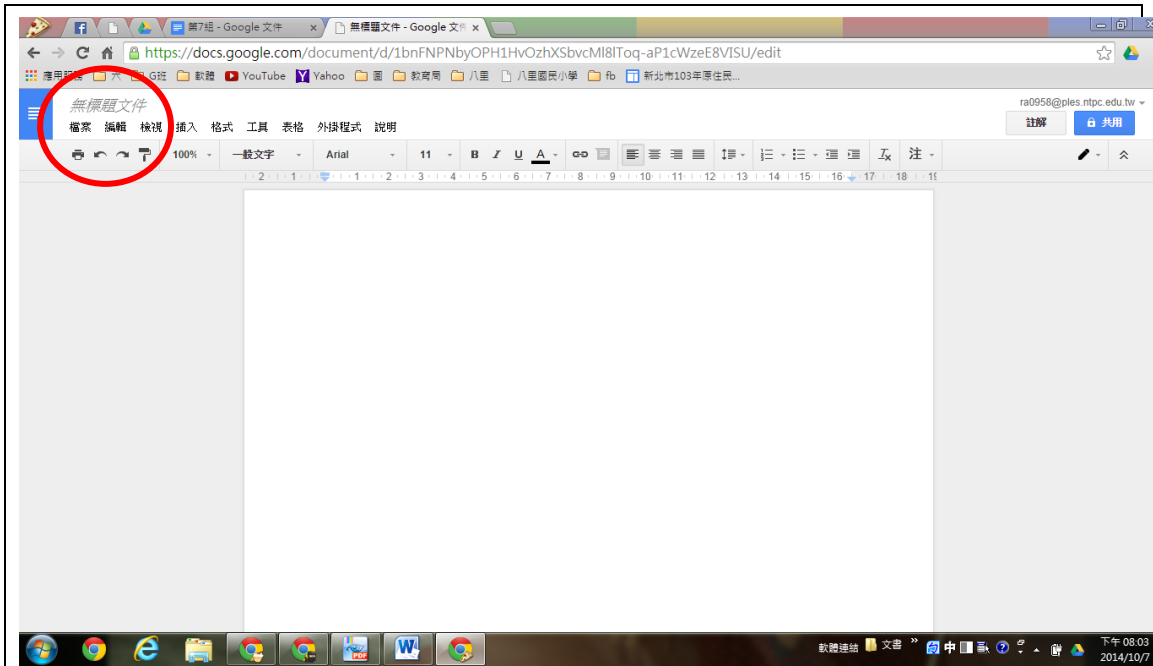 第7組 - Google 文件
無標題文件 - Google 文件
https://docs.google.com/document/d/1bnFNPNbyOPH1HvOzhXSbvcMI8IToq-aP1cWzeE8VISU/edit
應用 六 G班 軟體 YouTube Yahoo 圖 教育局 八里 八里國民小學 fb 新北市103年原住民...
無標題文件
ra0958@ples.ntpc.edu.tw
檔案 編輯 檢視 插入 格式 工具 表格 外掛程式 說明
註解 共用
100% 一般文字 Arial 11 B I U A 注
2 1 1 2 3 4 5 6 7 8 9 10 11 12 13 14 15 16 17 18 19
軟體連結 文書 » 中
下午 08:03
2014/10/7